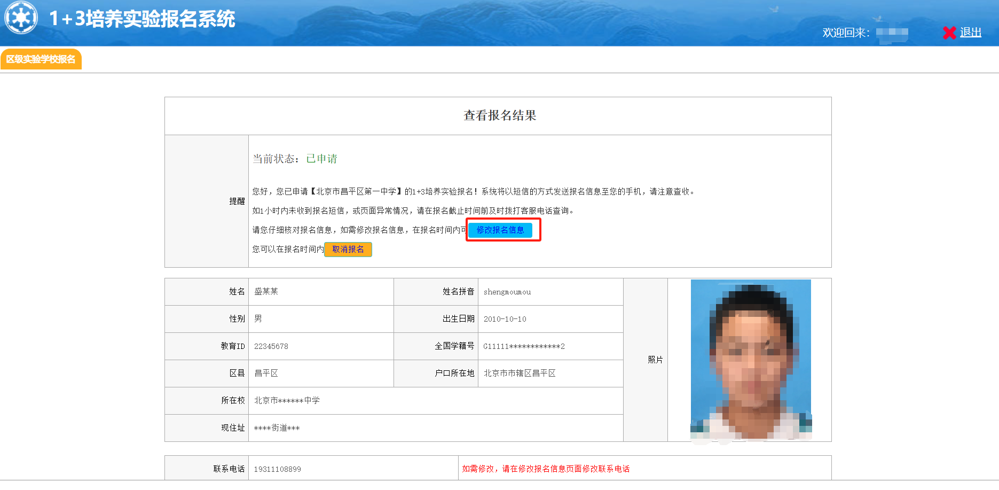 1+3培养实验报名系统
欢迎回来：
退出
区级实验学校报名
查看报名结果
提醒
当前状态：已申请
您好，您已申请【北京市昌平区第一中学】的1+3培养实验报名！系统将以短信的方式发送报名信息至您的手机，请注意查收。
如1小时内未收到报名短信，或页面异常情况，请在报名截止时间前及时拨打客服电话查询。
请您仔细核对报名信息，如需修改报名信息，在报名时间内可 修改报名信息
您可以在报名时间内 取消报名
姓名 盛某某 姓名拼音 shengmoumou
性别 男 出生日期 2010-10-10
教育ID 22345678 全国学籍号 G11111************2
照片
区县 昌平区 户口所在地 北京市市辖区昌平区
所在校 北京市******中学
现住址 ****街道***
联系电话 19311108899 如需修改，请在修改报名信息页面修改联系电话